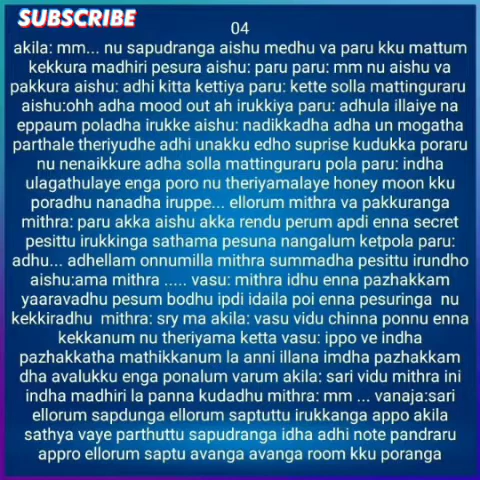 SUBSCRIBE
04
akila: mm... nu sapudranga aishu medhu va paru kku mattum
kekkura madhiri pesura aishu: paru paru: mm nu aishu va
pakkura aishu: adhi kitta kettiya paru: kette solla mattinguraru
aishu:ohh adha mood out ah irukkiya paru: adhula illaiye na
eppaum poladha irukke aishu: nadikkadha adha un mogatha
parthale theriyudhe adhi unakku edho suprise kudukka poraru
nu nenaikkure adha solla mattinguraru pola paru: indha
ulagathulaye enga poro nu theriyamalaye honey moon kku
poradhu nanadha iruppe... ellorum mithra va pakkuranga
mithra: paru akka aishu akka rendu perum apdi enna secret
pesittu irukkinga sathama pesuna nangalum ketpola paru:
adhu... adhellam onnumilla mithra summadha pesittu irundho
aishu:ama mithra ..... vasu: mithra idhu enna pazhakkam
yaaravadhu pesum bodhu ipdi idaila poi enna pesuringa nu
kekkiradhu mithra: sry ma akila: vasu vidu chinna ponnu enna
kekkanum nu theriyama ketta vasu: ippo ve indha
pazhakkatha mathikkanum la anni illana imdha pazhakkam
dha avalukku enga ponalum varum akila: sari vidu mithra ini
indha madhiri la panna kudadhu mithra: mm ... vanaja:sari
ellorum sapdunga ellorum saptuttu irukkanga appo akila
sathya vaye parthuttu sapudranga idha adhi note pandraru
appro ellorum saptu avanga avanga room kku poranga